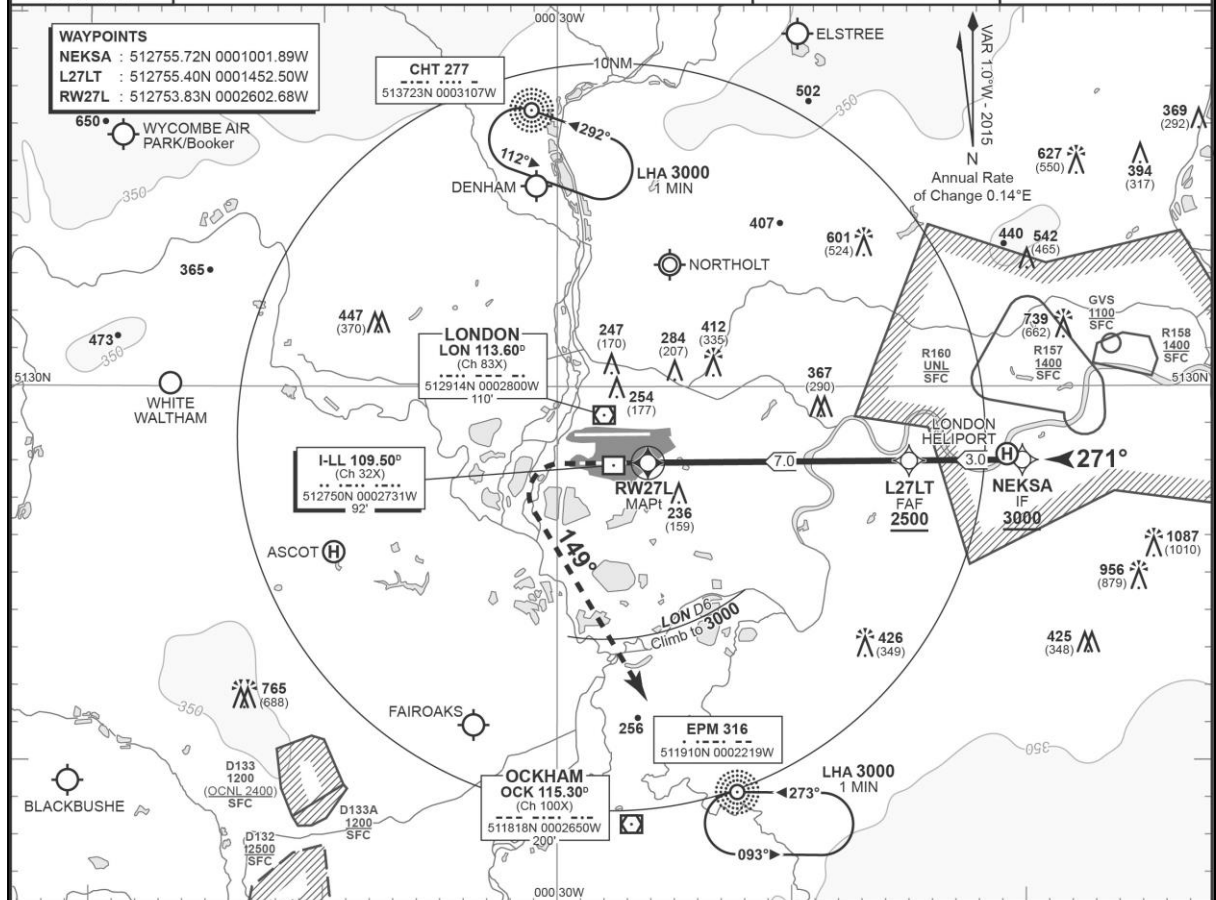 000 30W
WAYPOINTS
NEKSA : 512755.72N 0001001.89W
L27LT : 512755.40N 0001452.50W
RW27L : 512753.83N 0002602.68W
CHT 277
513723N 0003107W
10NM
ELSTREE
VAR 1.0°W - 2015
N
Annual Rate
of Change 0.14°E
502
350
369
(292)
650
WYCOMBE AIR
PARK/Booker
292°
112°
LHA 3000
1 MIN
627
(550)
394
(317)
350
DENHAM
407
601
(524)
440
542
(465)
365
NORTHOLT
447
(370)
473
350
LONDON
LON 113.60D
(Ch 83X)
512914N 0002800W
110'
247
(170)
284
(207)
412
(335)
254
(177)
367
(290)
739
(662)
GVS
1100
SFC
R158
1400
SFC
R160
UNL
SFC
R157
1400
SFC
5130N
5130N
WHITE
WALTHAM
LONDON
HELIPORT
H
I-LL 109.50D
(Ch 32X)
512750N 0002731W
92'
7.0
3.0
271°
RW27L
MAPt
L27LT
FAF
2500
NEKSA
IF
3000
236
(159)
ASCOT H
149°
1087
(1010)
956
(879)
LON D6
Climb to 3000
426
(349)
425
(348)
765
(688)
350
FAIROAKS
256
EPM 316
511910N 0002219W
350
BLACKBUSHE
D133
1200
(OCNL 2400)
SFC
D133A
1200
SFC
D132
12500
SFC
OCKHAM
OCK 115.30D
(Ch 100X)
511818N 0002650W
200'
LHA 3000
1 MIN
273°
093°
000 30W